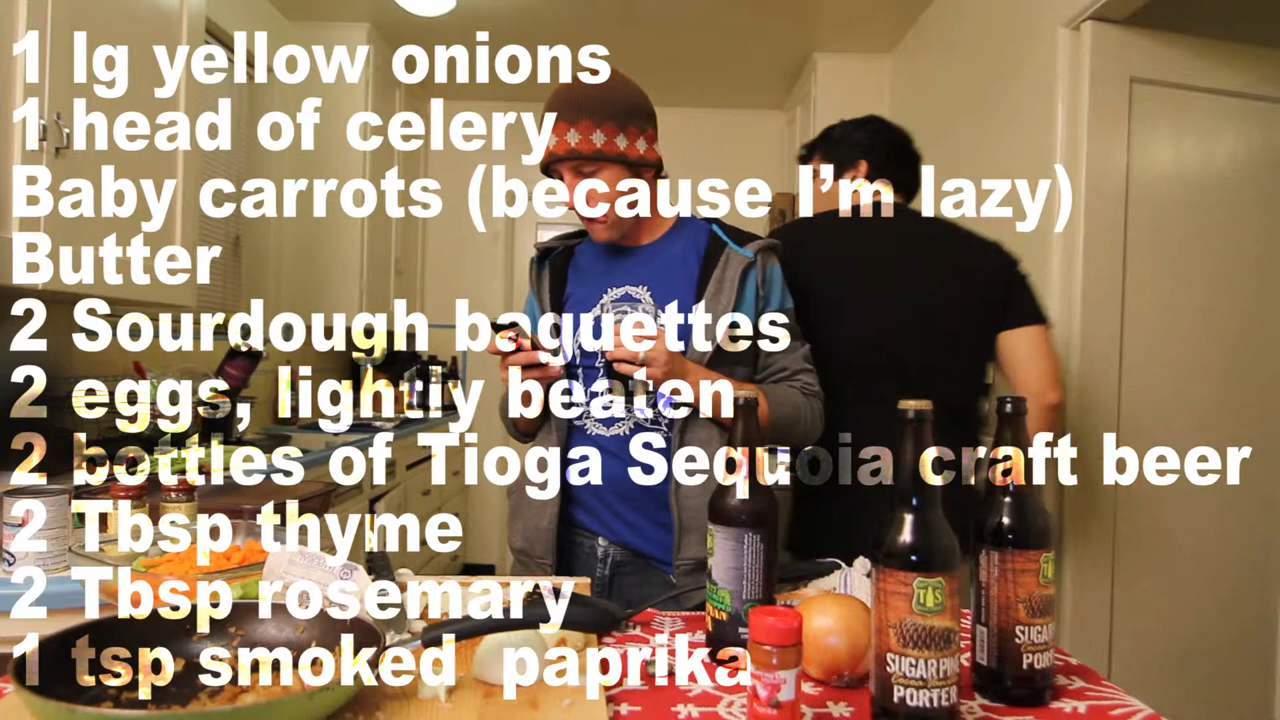 1 lg yellow onions
1 head of celery
Baby carrots (because I'm lazy)
Butter
2 Sourdough baguettes
2 eggs, lightly beaten
2 bottles of Tioga Sequoia craft beer
2 Tbsp thyme
2 Tbsp rosemary
1 tsp smoked paprika
TS
SUGAR PINE
PORTER
SUGAR
POR